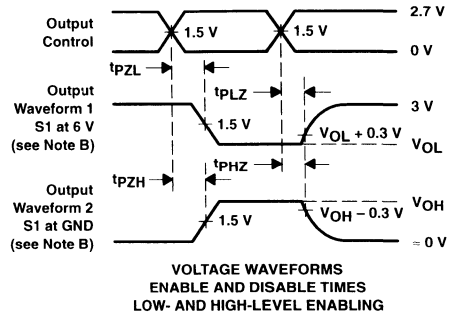 Output
Control
1.5 V
1.5 V
2.7 V
0 V
tPZL
tPLZ
Output
Waveform 1
S1 at 6 V
(see Note B)
1.5 V
3 V
VOL + 0.3 V
VOL
tPZH
tPHZ
Output
Waveform 2
S1 at GND
(see Note B)
1.5 V
VOH
VOH – 0.3 V
≈ 0 V
VOLTAGE WAVEFORMS
ENABLE AND DISABLE TIMES
LOW- AND HIGH-LEVEL ENABLING